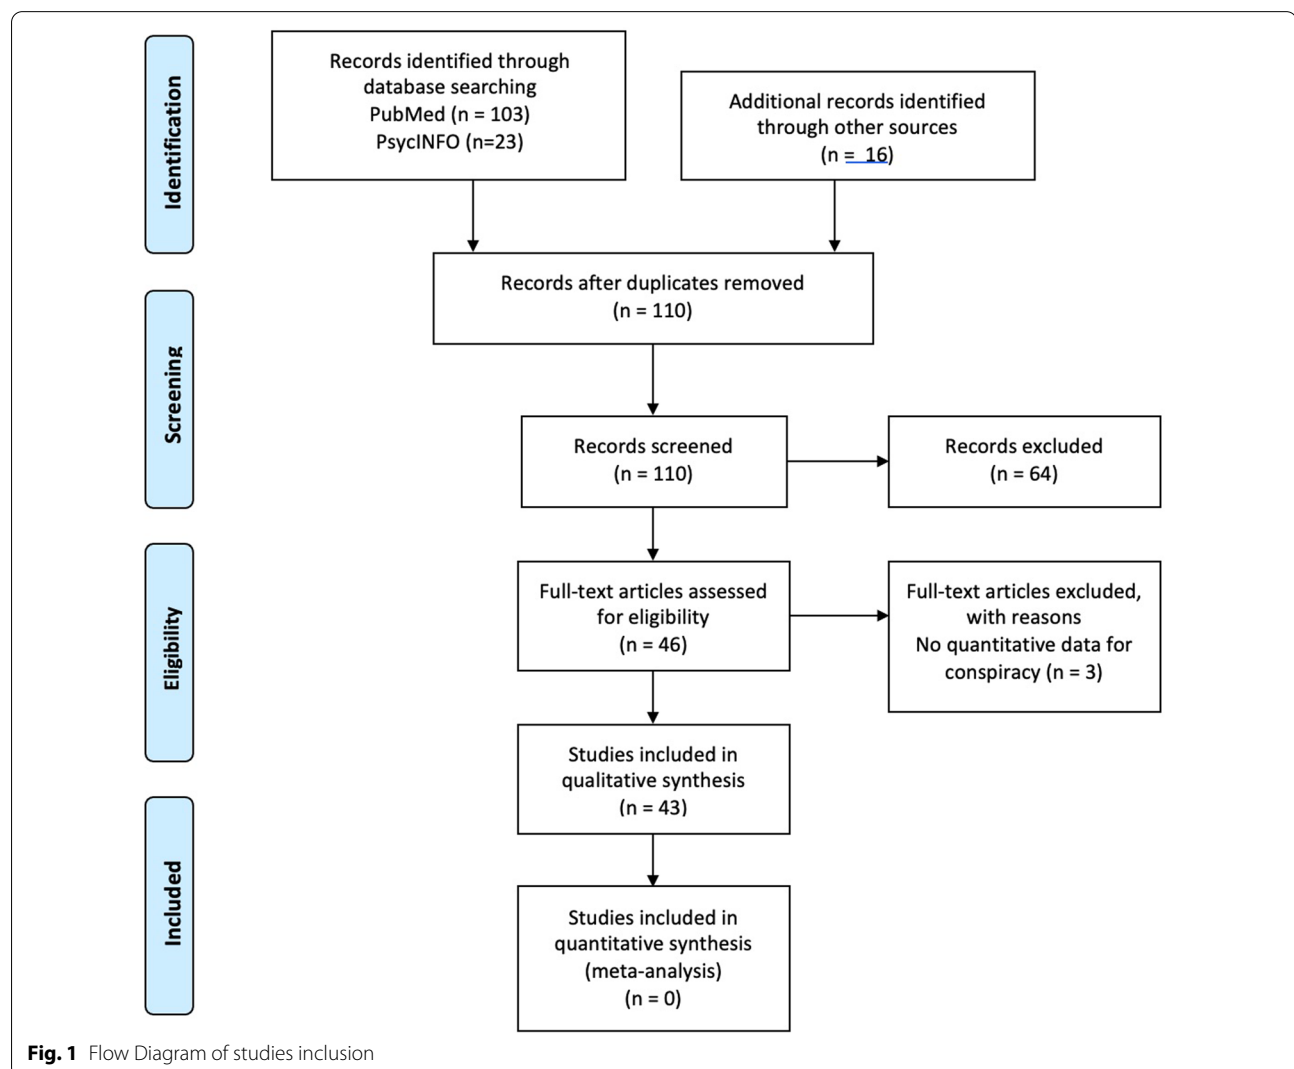 Identification
Records identified through
database searching
PubMed (n = 103)
PsycINFO (n=23)
Additional records identified
through other sources
(n = 16)
Records after duplicates removed
(n = 110)
Screening
Records screened
(n = 110)
Records excluded
(n = 64)
Eligibility
Full-text articles assessed
for eligibility
(n = 46)
Full-text articles excluded,
with reasons
No quantitative data for
conspiracy (n = 3)
Studies included in
qualitative synthesis
(n = 43)
Included
Studies included in
quantitative synthesis
(meta-analysis)
(n = 0)
Fig. 1 Flow Diagram of studies inclusion